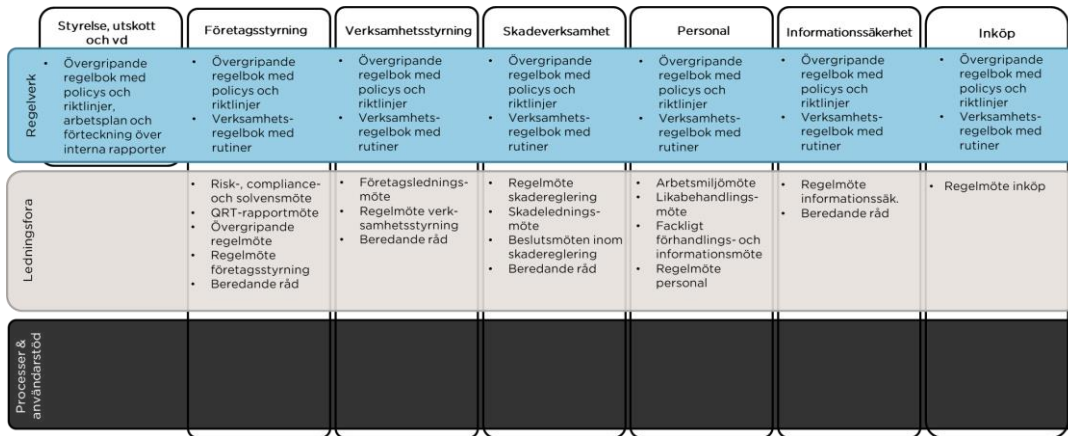 Styrelse, utskott
och vd
Företagsstyrning
Verksamhetsstyrning
Skadeverksamhet
Personal
Informationssäkerhet
Inköp
Regelverk
• Övergripande
regelbok med
policys och
riktlinjer,
arbetsplan och
förteckning över
interna rapporter
• Övergripande
regelbok med
policys och
riktlinjer
• Verksamhets-
regelbok med
rutiner
• Övergripande
regelbok med
policys och
riktlinjer
• Verksamhets-
regelbok med
rutiner
• Övergripande
regelbok med
policys och
riktlinjer
• Verksamhets-
regelbok med
rutiner
• Övergripande
regelbok med
policys och
riktlinjer
• Verksamhets-
regelbok med
rutiner
• Övergripande
regelbok med
policys och
riktlinjer
• Verksamhets-
regelbok med
rutiner
• Övergripande
regelbok med
policys och
riktlinjer
• Verksamhets-
regelbok med
rutiner
Ledningsfora
• Risk-, compliance-
och solvensmöte
• QRT-rapportmöte
• Övergripande
regelmöte
• Regelmöte
företagsstyrning
• Beredande råd
• Företagslednings-
möte
• Regelmöte verk-
samhetsstyrning
• Beredande råd
• Regelmöte
skadereglering
• Skadelednings-
möte
• Beslutsmöten inom
skadereglering
• Beredande råd
• Arbetsmiljömöte
• Likabehandlings-
möte
• Fackligt
förhandlings- och
informationsmöte
• Regelmöte
personal
• Regelmöte
informationssäk.
• Beredande råd
• Regelmöte inköp
Processer &
användarstöd